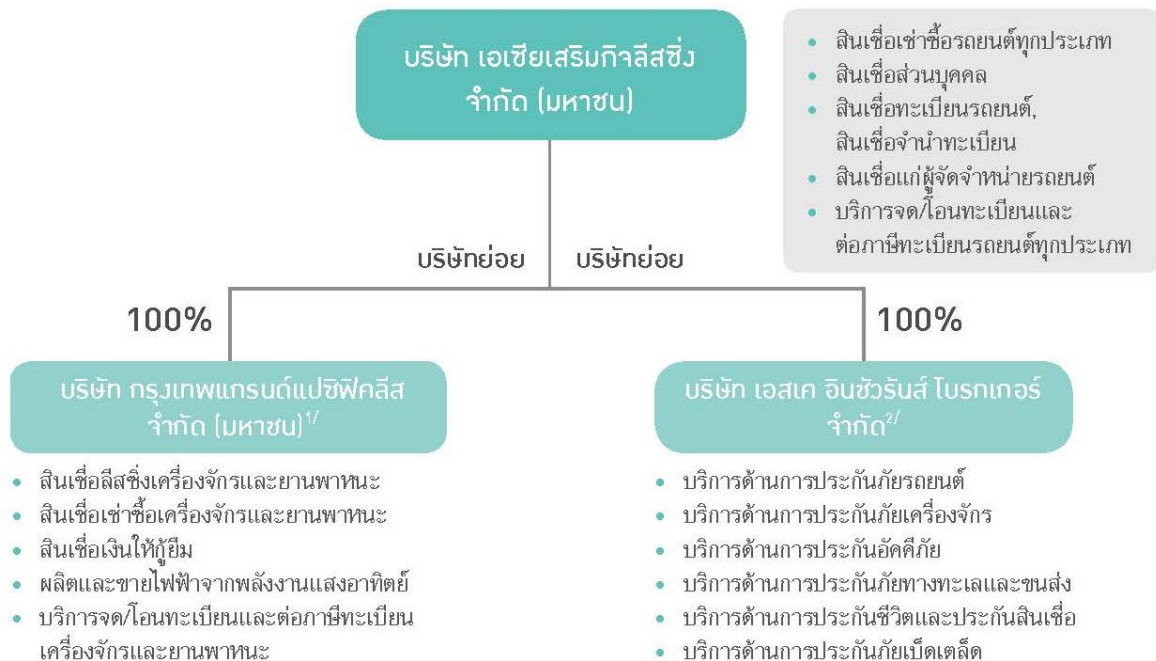 บริษัท เอเซียเสริมกิจลีสซิ่ง
จำกัด (มหาชน)
• สินเชื่อเช่าซื้อรถยนต์ทุกประเภท
• สินเชื่อส่วนบุคคล
• สินเชื่อทะเบียนรถยนต์,
สินเชื่อจำนำทะเบียน
• สินเชื่อแก่ผู้จัดจำหน่ายรถยนต์
• บริการจด/โอนทะเบียนและ
ต่อภาษีทะเบียนรถยนต์ทุกประเภท
บริษัทย่อย
บริษัทย่อย
100%
100%
บริษัท กรุงเทพแกรนด์แปซิฟิคลีส
จำกัด (มหาชน)1/
• สินเชื่อลีสซิ่งเครื่องจักรและยานพาหนะ
• สินเชื่อเช่าซื้อเครื่องจักรและยานพาหนะ
• สินเชื่อเงินให้กู้ยืม
• ผลิตและขายไฟฟ้าจากพลังงานแสงอาทิตย์
• บริการจด/โอนทะเบียนและต่อภาษีทะเบียน
เครื่องจักรและยานพาหนะ
บริษัท เอสเค อินชัวรันส์ โบรกเกอร์
จำกัด2/
• บริการด้านการประกันภัยรถยนต์
• บริการด้านการประกันภัยเครื่องจักร
• บริการด้านการประกันอัคคีภัย
• บริการด้านการประกันภัยทางทะเลและขนส่ง
• บริการด้านการประกันชีวิตและประกันสินเชื่อ
• บริการด้านการประกันภัยเบ็ดเตล็ด